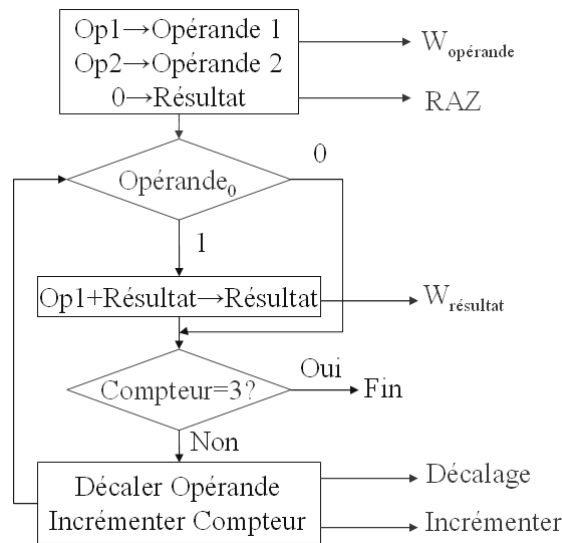 Op1→Opérande 1
Op2→Opérande 2
0→Résultat
Wopérande
RAZ
Opérande0
0
1
Op1+Résultat→Résultat
Wrésultat
Compteur=3?
Oui
Fin
Non
Décaler Opérande
Incrémenter Compteur
Décalage
Incrémenter